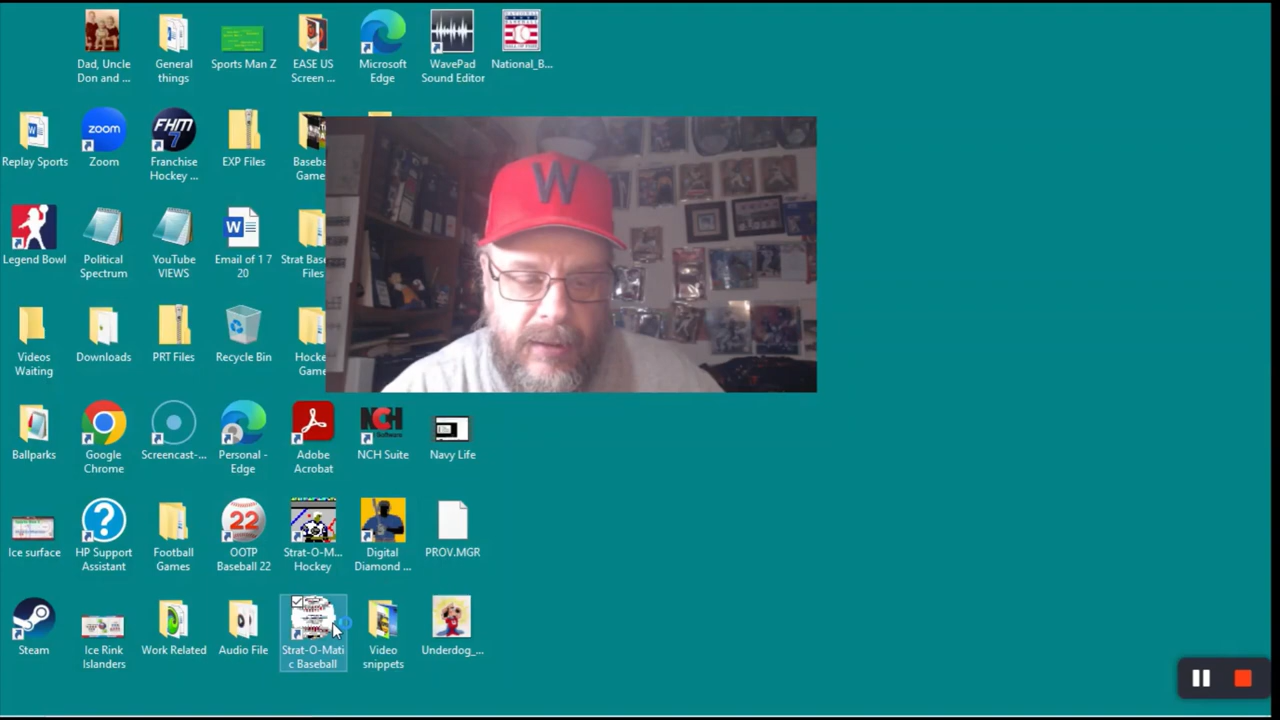 Dad, Uncle
Don and ...
General
things
Sports Man Z
EASE US
Screen ...
Microsoft
Edge
WavePad
Sound Editor
National_B...
Replay Sports
zoom
Zoom
FHM
7
Franchise
Hockey ...
EXP Files
Baseba
Game
W
Legend Bowl
Political
Spectrum
YouTube
VIEWS
Email of 1 7
20
Strat Base
Files
Videos
Waiting
Downloads
PRT Files
Recycle Bin
Hocke
Game
Ballparks
Google
Chrome
Screencast-...
Personal -
Edge
Adobe
Acrobat
NCH
Software
NCH Suite
Navy Life
Ice surface
HP Support
Assistant
Football
Games
22
OOTP
Baseball 22
Strat-O-M...
Hockey
Digital
Diamond ...
PROV.MGR
Steam
Ice Rink
Islanders
Work Related
Audio File
Strat-O-Mati
c Baseball
Video
snippets
Underdog_...